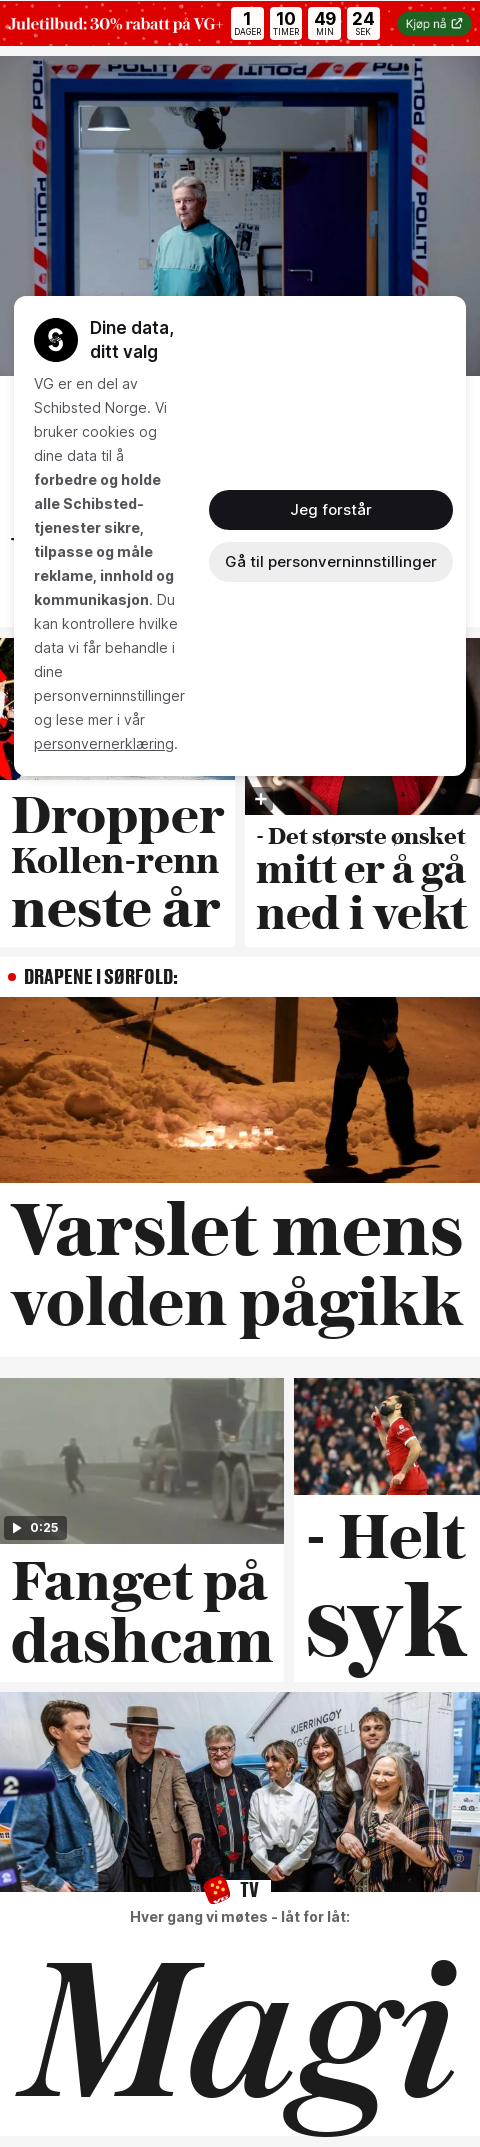 Juletilbud: 30% rabatt på VG+
1 10 49 24
DAGER TIMER MIN SEK
Kjøp nå
POLITI
POLITI
POLITI
POLITI
POLITI
POLITI
Dine data,
ditt valg
VG er en del av
Schibsted Norge. Vi
bruker cookies og
dine data til å
forbedre og holde
alle Schibsted-
tjenester sikre,
tilpasse og måle
reklame, innhold og
kommunikasjon. Du
kan kontrollere hvilke
data vi får behandle i
dine
personverninnstillinger
og lese mer i vår
personvernerklæring.
Jeg forstår
Gå til personverninnstillinger
Dropper
Kollen-renn
neste år
- Det største ønsket
mitt er å gå
ned i vekt
DRAPENE I SØRFOLD:
Varslet mens
volden pågikk
0:25
Fanget på
dashcam
- Helt
syk
KJERRINGØY
2
TV
Hver gang vi møtes - låt for låt:
Magi